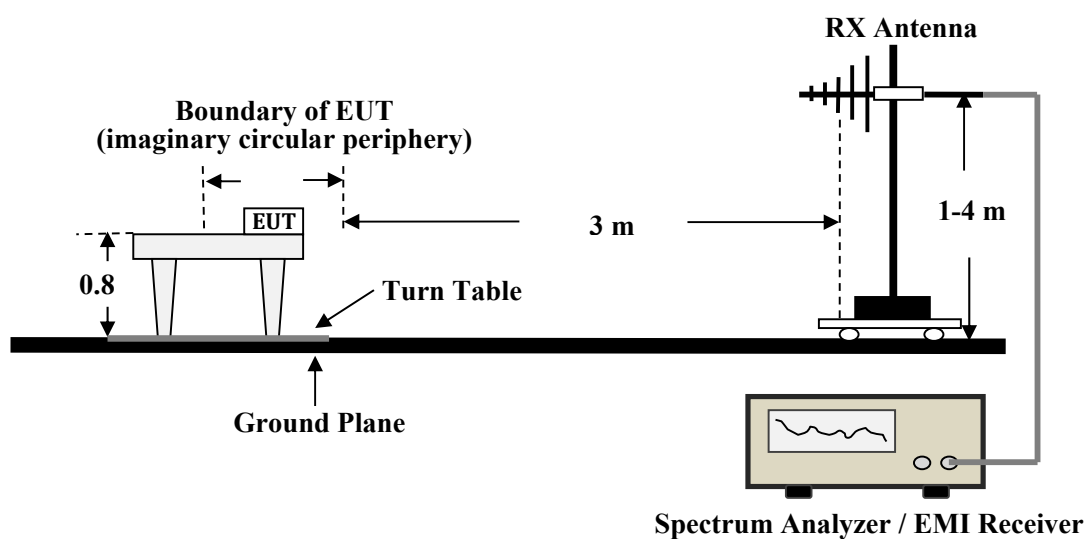 RX Antenna
Boundary of EUT
(imaginary circular periphery)
EUT
3 m
1-4 m
0.8
Turn Table
Ground Plane
Spectrum Analyzer / EMI Receiver